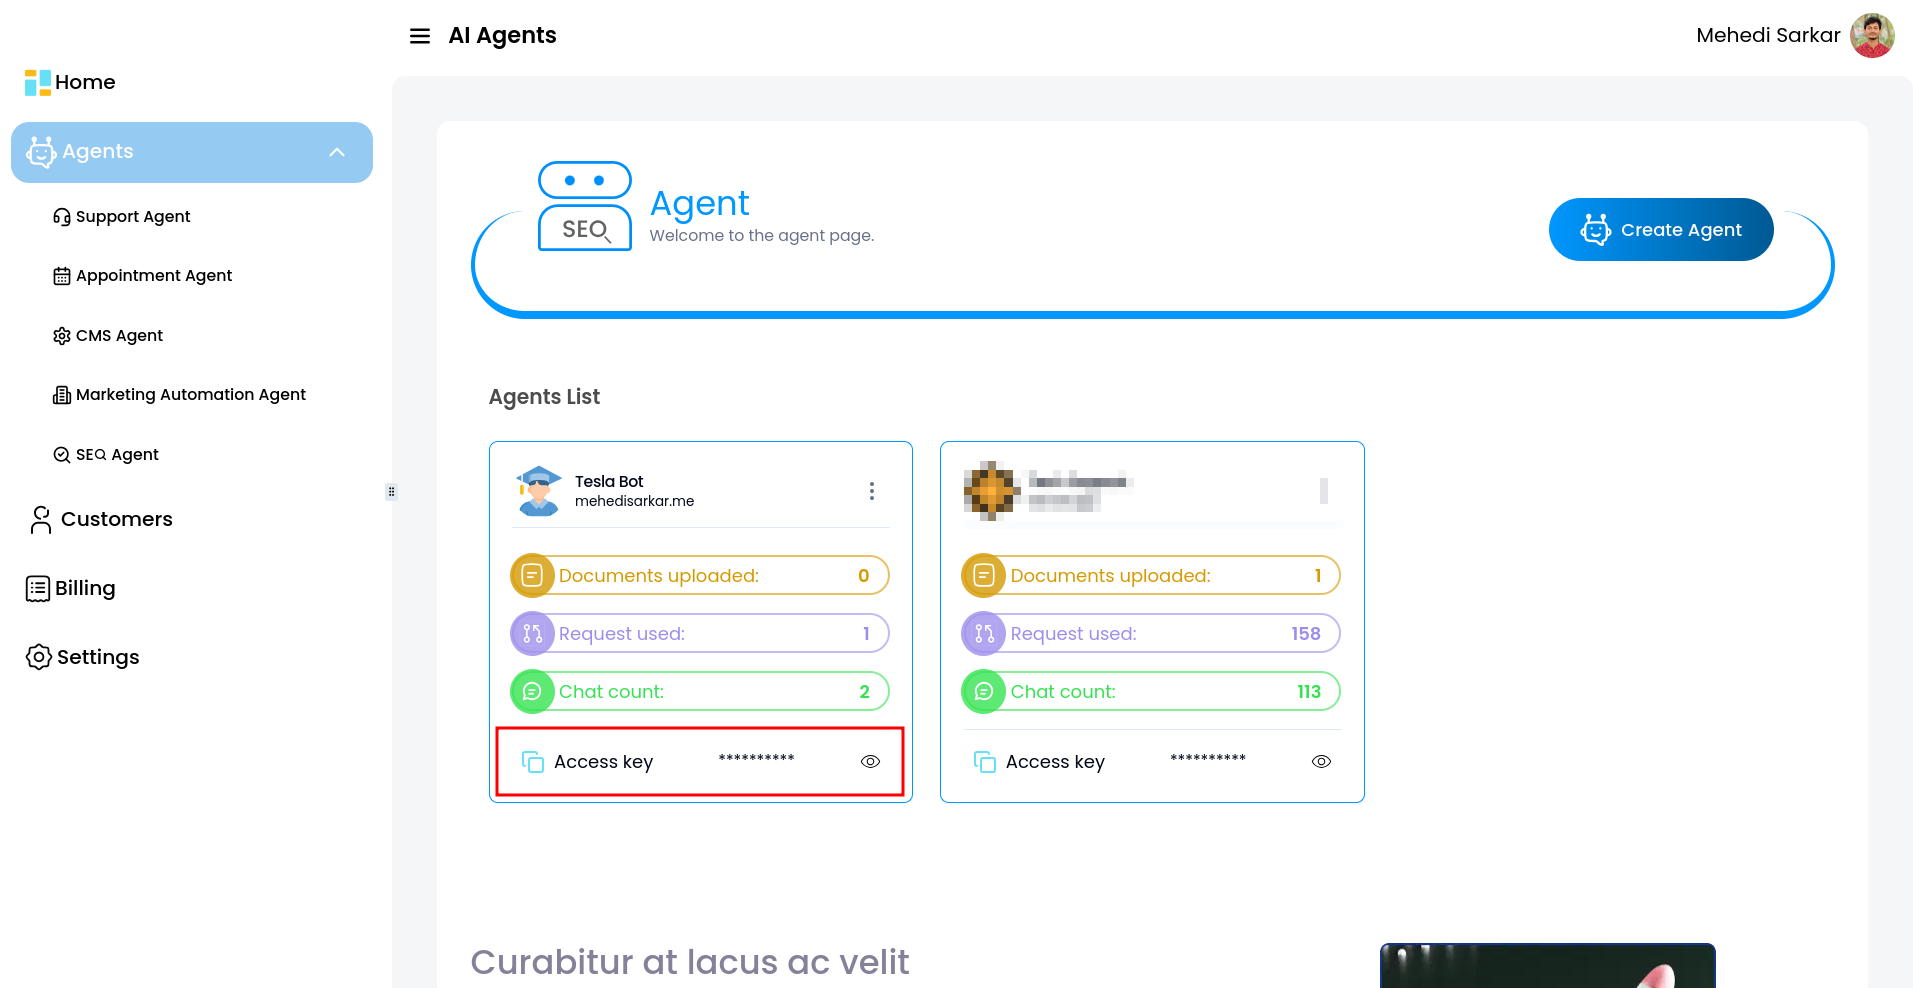 AI Agents
Mehedi Sarkar
Home
Agents
Support Agent
Appointment Agent
CMS Agent
Marketing Automation Agent
SEO Agent
Customers
Billing
Settings
SEO
Agent
Welcome to the agent page.
Create Agent
Agents List
Tesla Bot
mehedisarkar.me
Documents uploaded: 0
Request used: 1
Chat count: 2
Access key **********
Documents uploaded: 1
Request used: 158
Chat count: 113
Access key **********
Curabitur at lacus ac velit